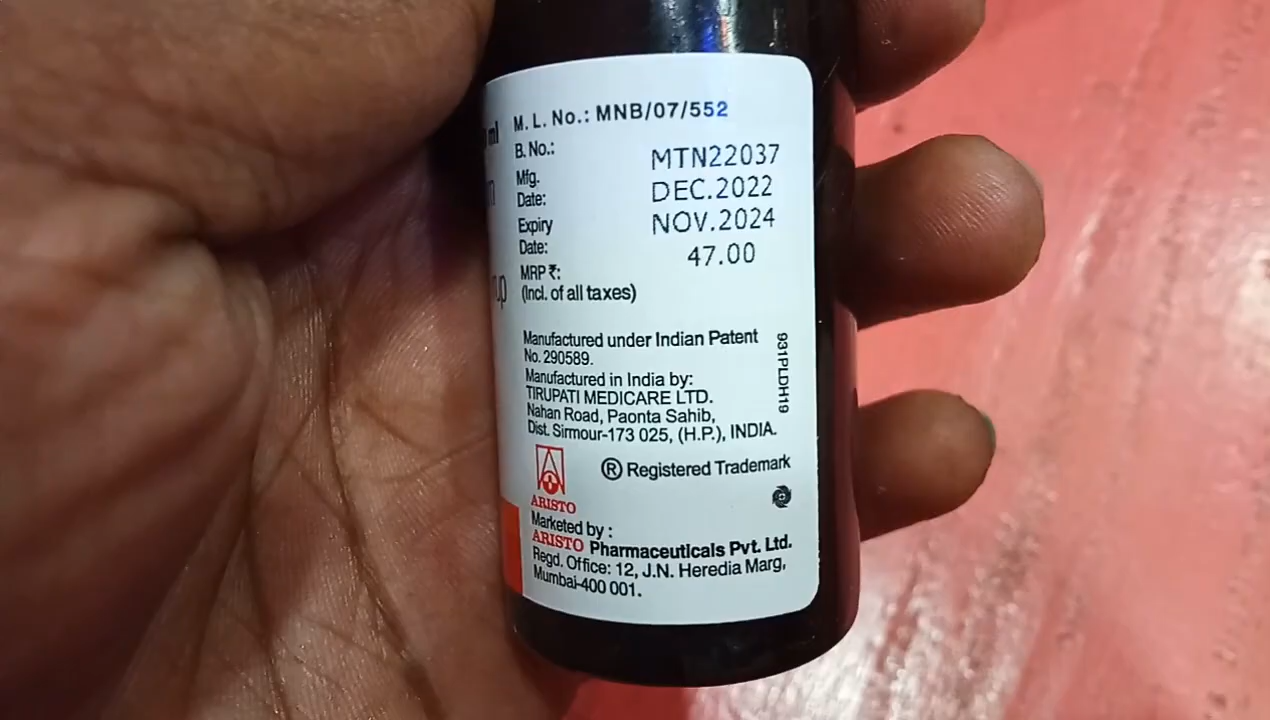 ml
M. L. No.: MNB/07/552
B. No.: MTN22037
Mfg.
Date: DEC.2022
Expiry
Date: NOV.2024
MRP ₹: 47.00
(Incl. of all taxes)
Manufactured under Indian Patent
No. 290589.
Manufactured in India by:
TIRUPATI MEDICARE LTD.
Nahan Road, Paonta Sahib,
Dist. Sirmour-173 025, (H.P.), INDIA.
931PLDH19
® Registered Trademark
ARISTO
Marketed by :
ARISTO Pharmaceuticals Pvt. Ltd.
Regd. Office: 12, J.N. Heredia Marg,
Mumbai-400 001.